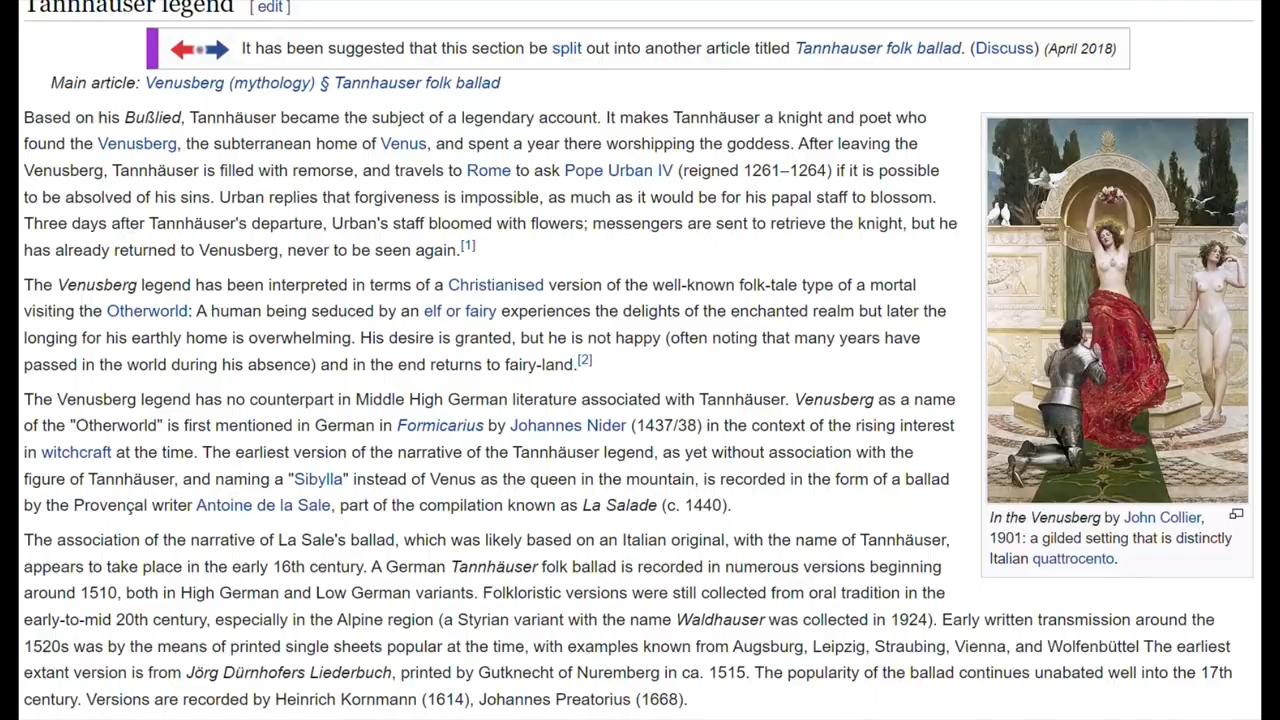 Tannhäuser legend [ edit ]
It has been suggested that this section be split out into another article titled Tannhauser folk ballad. (Discuss) (April 2018)
Main article: Venusberg (mythology) § Tannhauser folk ballad
Based on his Bußlied, Tannhäuser became the subject of a legendary account. It makes Tannhäuser a knight and poet who
found the Venusberg, the subterranean home of Venus, and spent a year there worshipping the goddess. After leaving the
Venusberg, Tannhäuser is filled with remorse, and travels to Rome to ask Pope Urban IV (reigned 1261–1264) if it is possible
to be absolved of his sins. Urban replies that forgiveness is impossible, as much as it would be for his papal staff to blossom.
Three days after Tannhäuser's departure, Urban's staff bloomed with flowers; messengers are sent to retrieve the knight, but he
has already returned to Venusberg, never to be seen again.[1]
The Venusberg legend has been interpreted in terms of a Christianised version of the well-known folk-tale type of a mortal
visiting the Otherworld: A human being seduced by an elf or fairy experiences the delights of the enchanted realm but later the
longing for his earthly home is overwhelming. His desire is granted, but he is not happy (often noting that many years have
passed in the world during his absence) and in the end returns to fairy-land.[2]
The Venusberg legend has no counterpart in Middle High German literature associated with Tannhäuser. Venusberg as a name
of the "Otherworld" is first mentioned in German in Formicarius by Johannes Nider (1437/38) in the context of the rising interest
in witchcraft at the time. The earliest version of the narrative of the Tannhäuser legend, as yet without association with the
figure of Tannhäuser, and naming a "Sibylla" instead of Venus as the queen in the mountain, is recorded in the form of a ballad
by the Provençal writer Antoine de la Sale, part of the compilation known as La Salade (c. 1440).
The association of the narrative of La Sale's ballad, which was likely based on an Italian original, with the name of Tannhäuser,
appears to take place in the early 16th century. A German Tannhäuser folk ballad is recorded in numerous versions beginning
around 1510, both in High German and Low German variants. Folkloristic versions were still collected from oral tradition in the
early-to-mid 20th century, especially in the Alpine region (a Styrian variant with the name Waldhauser was collected in 1924). Early written transmission around the
1520s was by the means of printed single sheets popular at the time, with examples known from Augsburg, Leipzig, Straubing, Vienna, and Wolfenbüttel The earliest
extant version is from Jörg Dürnhofers Liederbuch, printed by Gutknecht of Nuremberg in ca. 1515. The popularity of the ballad continues unabated well into the 17th
century. Versions are recorded by Heinrich Kornmann (1614), Johannes Preatorius (1668).
In the Venusberg by John Collier,
1901: a gilded setting that is distinctly
Italian quattrocento.